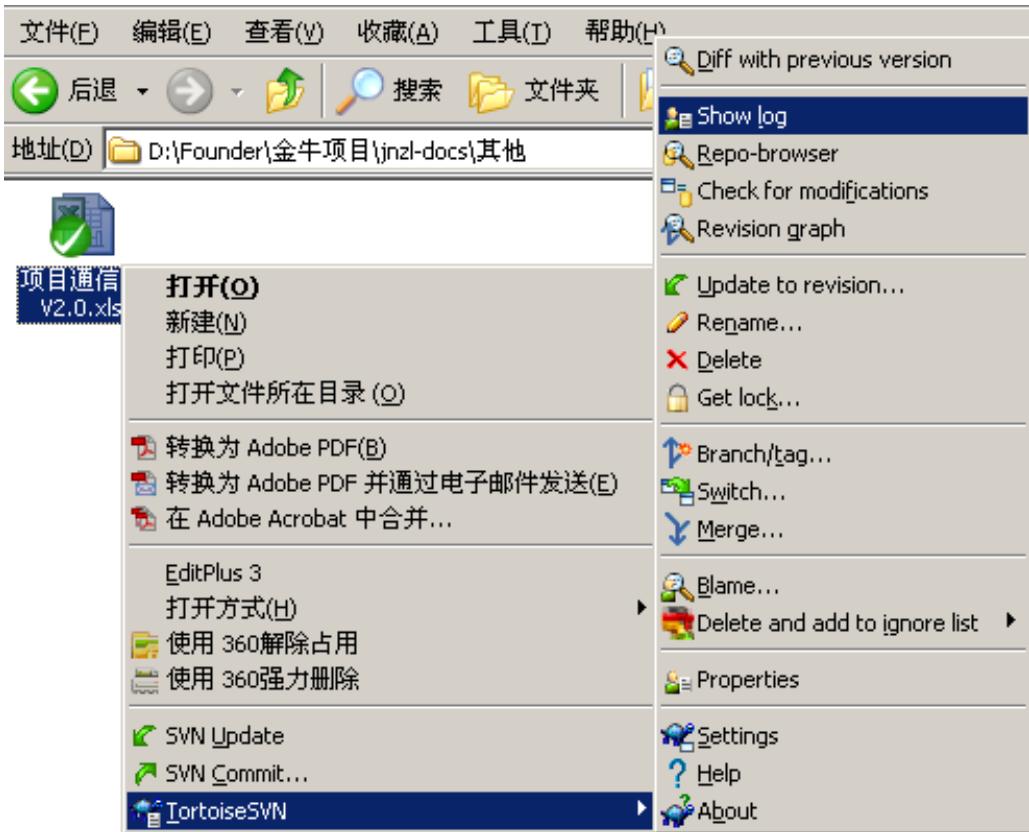 文件(F) 编辑(E) 查看(V) 收藏(A) 工具(T) 帮助(H)
后退 搜索 文件夹
地址(D) D:\Founder\金牛项目\jnzl-docs\其他
项目通信
V2.0.xls
打开(O)
新建(N)
打印(P)
打开文件所在目录 (O)
转换为 Adobe PDF(B)
转换为 Adobe PDF 并通过电子邮件发送(E)
在 Adobe Acrobat 中合并...
EditPlus 3
打开方式(H)
使用 360解除占用
使用 360强力删除
SVN Update
SVN Commit...
TortoiseSVN
Diff with previous version
Show log
Repo-browser
Check for modifications
Revision graph
Update to revision...
Rename...
Delete
Get lock...
Branch/tag...
Switch...
Merge...
Blame...
Delete and add to ignore list
Properties
Settings
Help
About